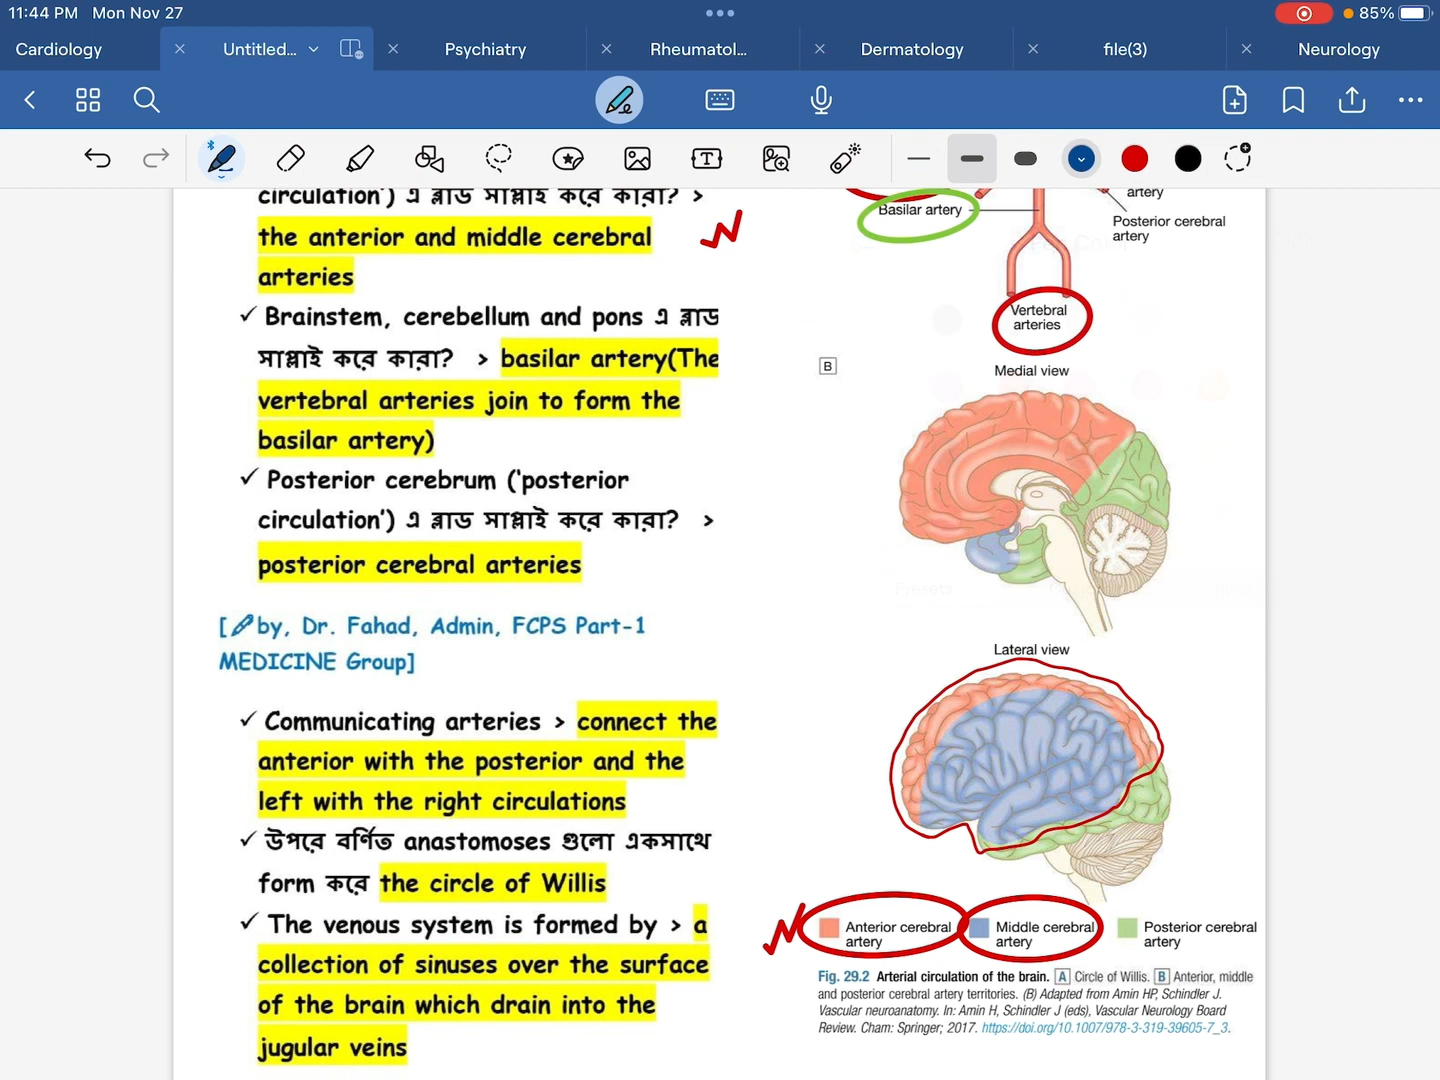 11:44 PM Mon Nov 27
85%
Cardiology
Untitled...
Psychiatry
Rheumatol...
Dermatology
file(3)
Neurology
circulation') এ ব্লাড সাপ্লাই করে কারা? >
the anterior and middle cerebral
arteries
✓ Brainstem, cerebellum and pons এ ব্লাড
সাপ্লাই করে কারা? > basilar artery(The
vertebral arteries join to form the
basilar artery)
✓ Posterior cerebrum ('posterior
circulation') এ ব্লাড সাপ্লাই করে কারা? >
posterior cerebral arteries
[🖊by, Dr. Fahad, Admin, FCPS Part-1
MEDICINE Group]
✓ Communicating arteries > connect the
anterior with the posterior and the
left with the right circulations
✓ উপরে বর্ণিত anastomoses গুলো একসাথে
form করে the circle of Willis
✓ The venous system is formed by > a
collection of sinuses over the surface
of the brain which drain into the
jugular veins
artery
Basilar artery
Posterior cerebral
artery
Vertebral
arteries
B
Medial view
Lateral view
Anterior cerebral
artery
Middle cerebral
artery
Posterior cerebral
artery
Fig. 29.2 Arterial circulation of the brain. A Circle of Willis. B Anterior, middle
and posterior cerebral artery territories. (B) Adapted from Amin HP, Schindler J.
Vascular neuroanatomy. In: Amin H, Schindler J (eds), Vascular Neurology Board
Review. Cham: Springer; 2017. https://doi.org/10.1007/978-3-319-39605-7_3.